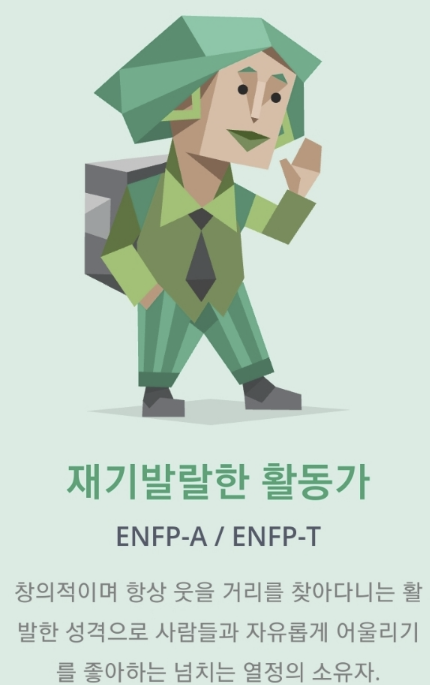 재기발랄한 활동가
ENFP-A / ENFP-T
창의적이며 항상 웃을 거리를 찾아다니는 활
발한 성격으로 사람들과 자유롭게 어울리기
를 좋아하는 넘치는 열정의 소유자.